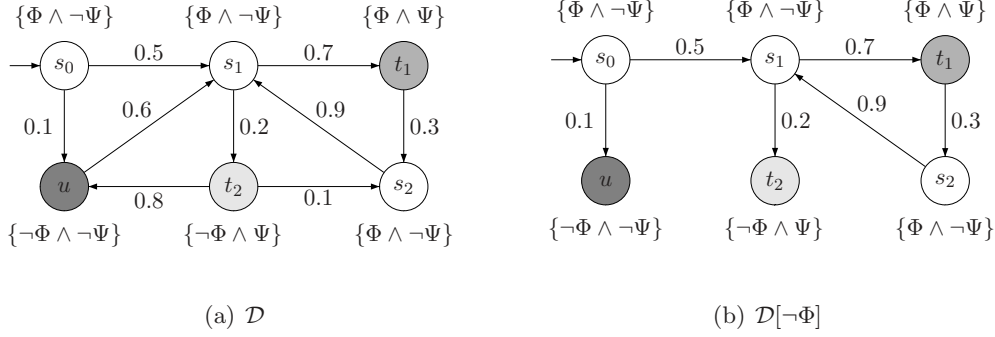 {Φ ∧ ¬Ψ} {Φ ∧ ¬Ψ} {Φ ∧ Ψ}
s₀ 0.5 s₁ 0.7 t₁
0.1 0.6 0.2 0.9 0.3
u 0.8 t₂ 0.1 s₂
{¬Φ ∧ ¬Ψ} {¬Φ ∧ Ψ} {Φ ∧ ¬Ψ}
(a) 𝒟
{Φ ∧ ¬Ψ} {Φ ∧ ¬Ψ} {Φ ∧ Ψ}
s₀ 0.5 s₁ 0.7 t₁
0.1 0.2 0.9 0.3
u t₂ s₂
{¬Φ ∧ ¬Ψ} {¬Φ ∧ Ψ} {Φ ∧ ¬Ψ}
(b) 𝒟[¬Φ]